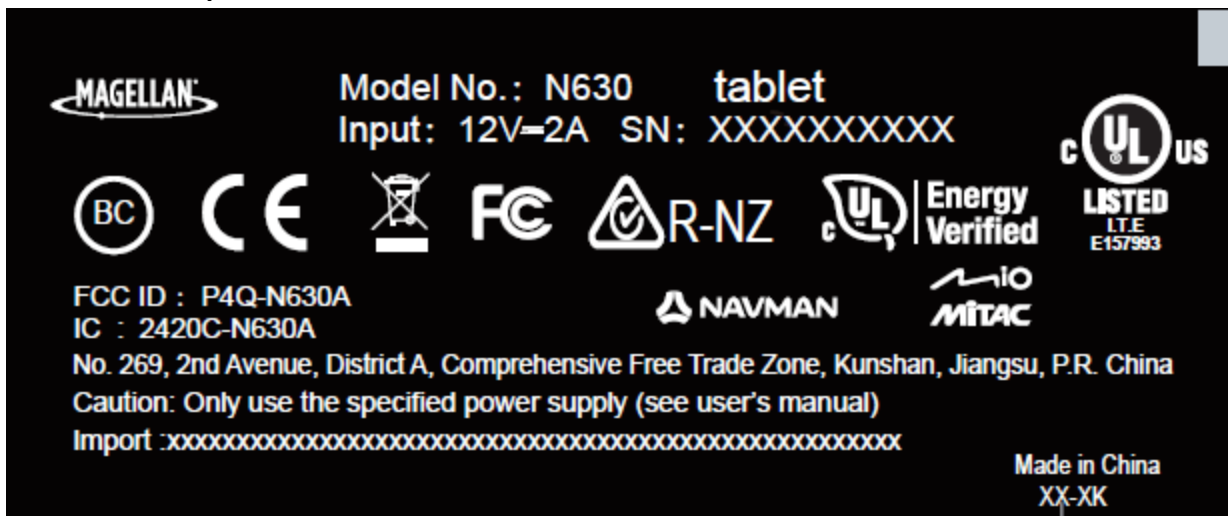 MAGELLAN
Model No.: N630 tablet
Input: 12V⎓2A SN: XXXXXXXXXX
C UL US
LISTED
I.T.E
E157993
BC CE FC R-NZ C UL Energy Verified
FCC ID : P4Q-N630A
IC : 2420C-N630A
NAVMAN
Mio
MiTAC
No. 269, 2nd Avenue, District A, Comprehensive Free Trade Zone, Kunshan, Jiangsu, P.R. China
Caution: Only use the specified power supply (see user's manual)
Import :xxxxxxxxxxxxxxxxxxxxxxxxxxxxxxxxxxxxxxxxxxxxxxxxxxxxxx
Made in China
XX-XK